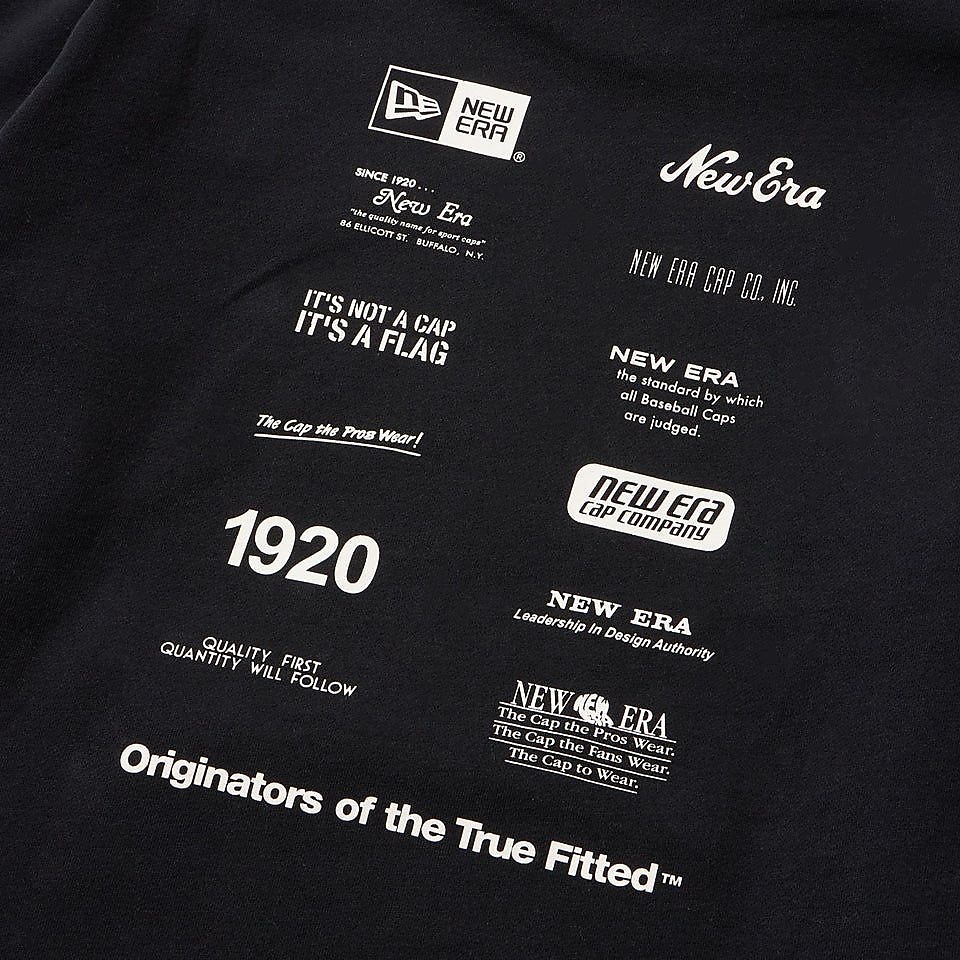 NEW
ERA®
SINCE 1920...
New Era
"the quality name for sport caps"
86 ELLICOTT ST. BUFFALO, N.Y.
IT'S NOT A CAP
IT'S A FLAG
The Cap the Pros Wear!
1920
QUALITY FIRST
QUANTITY WILL FOLLOW
New Era
NEW ERA CAP CO., INC.
NEW ERA
the standard by which
all Baseball Caps
are judged.
new era
cap company
NEW ERA
Leadership In Design Authority
NEW ERA
The Cap the Pros Wear.
The Cap the Fans Wear.
The Cap to Wear.
Originators of the True Fitted™